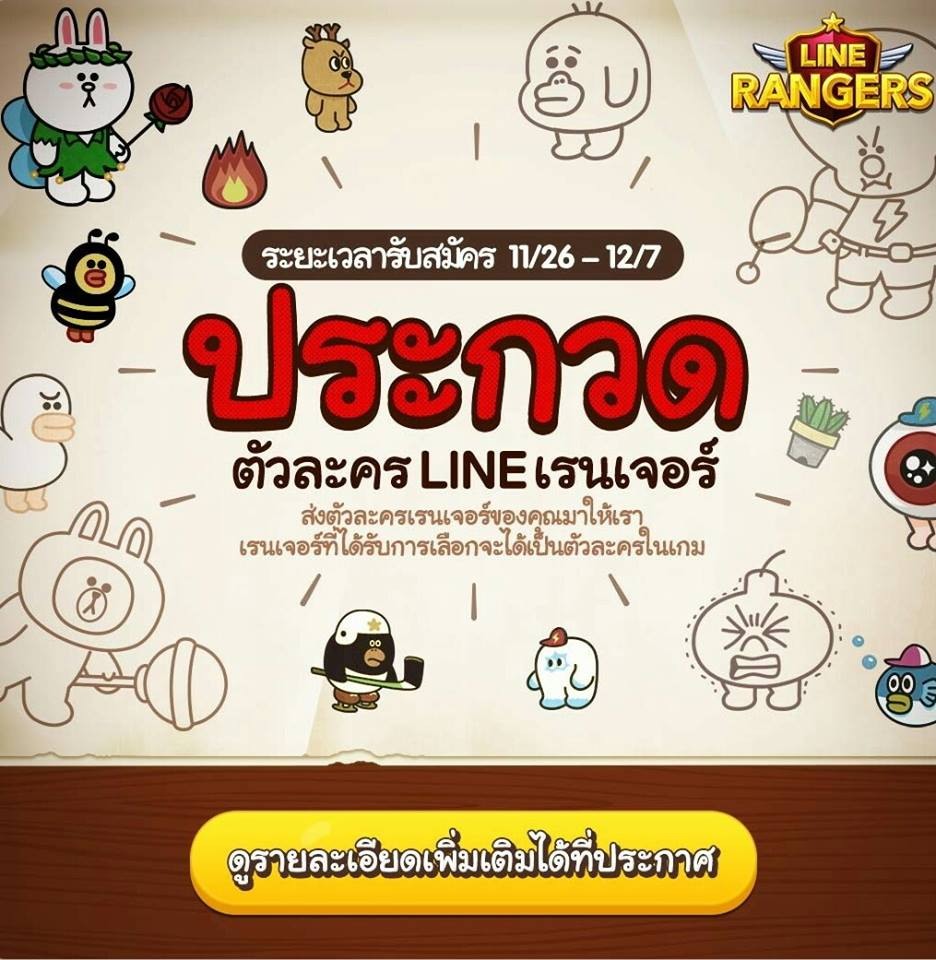 LINE
RANGERS
ระยะเวลารับสมัคร 11/26 – 12/7
ประกวด
ตัวละคร LINE เรนเจอร์
ส่งตัวละครเรนเจอร์ของคุณมาให้เรา
เรนเจอร์ที่ได้รับการเลือกจะได้เป็นตัวละครในเกม
ดูรายละเอียดเพิ่มเติมได้ที่ประกาศ